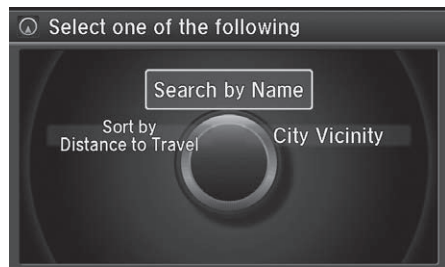 Select one of the following
Search by Name
Sort by
Distance to Travel
City Vicinity